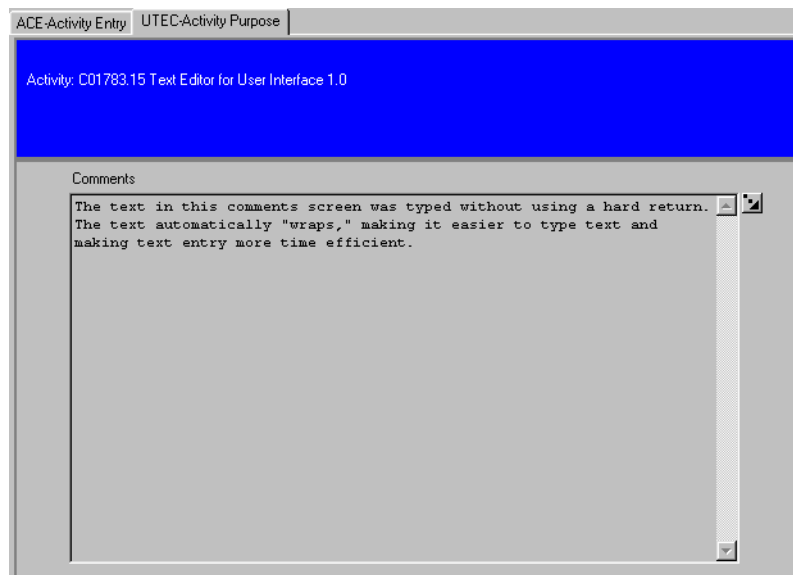 ACE-Activity Entry UTEC-Activity Purpose
Activity: C01783.15 Text Editor for User Interface 1.0
Comments
The text in this comments screen was typed without using a hard return.
The text automatically "wraps," making it easier to type text and
making text entry more time efficient.